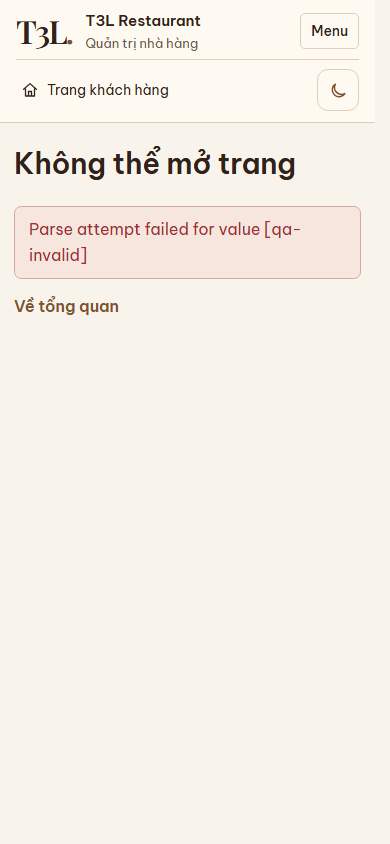 T3L.
T3L Restaurant
Quản trị nhà hàng
Menu
Trang khách hàng
Không thể mở trang
Parse attempt failed for value [qa-
invalid]
Về tổng quan